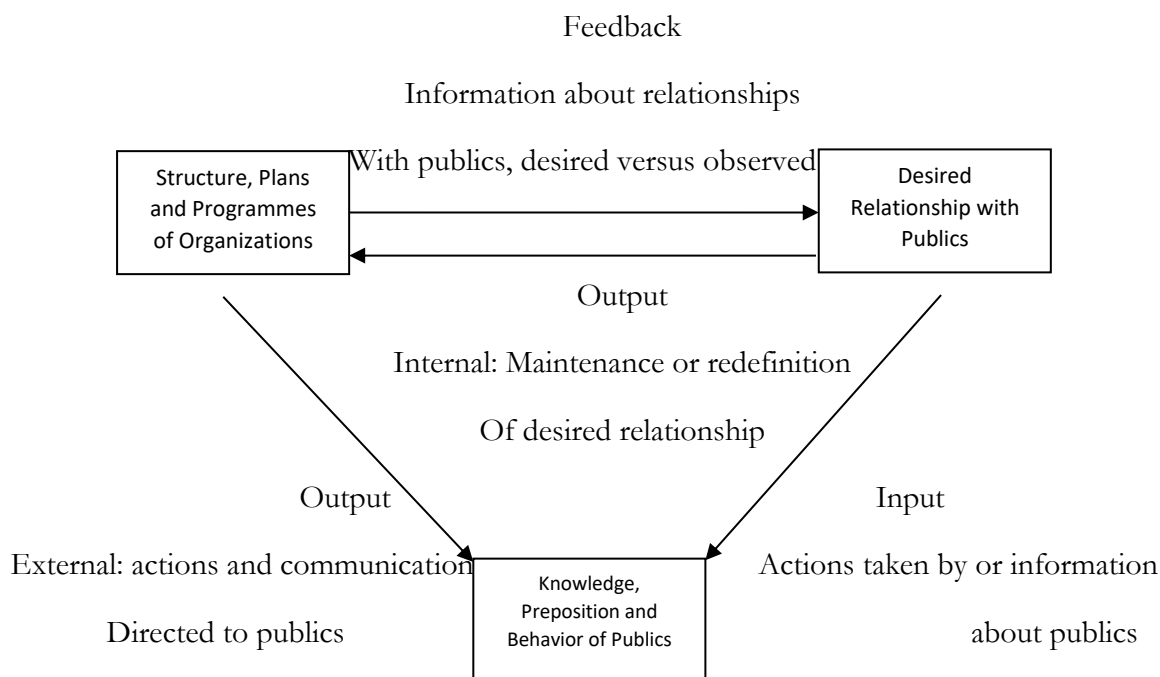 Feedback
Information about relationships
With publics, desired versus observed
Structure, Plans
and Programmes
of Organizations
Desired
Relationship with
Publics
Output
Internal: Maintenance or redefinition
Of desired relationship
Output
Input
External: actions and communication
Actions taken by or information
Directed to publics
about publics
Knowledge,
Preposition and
Behavior of Publics